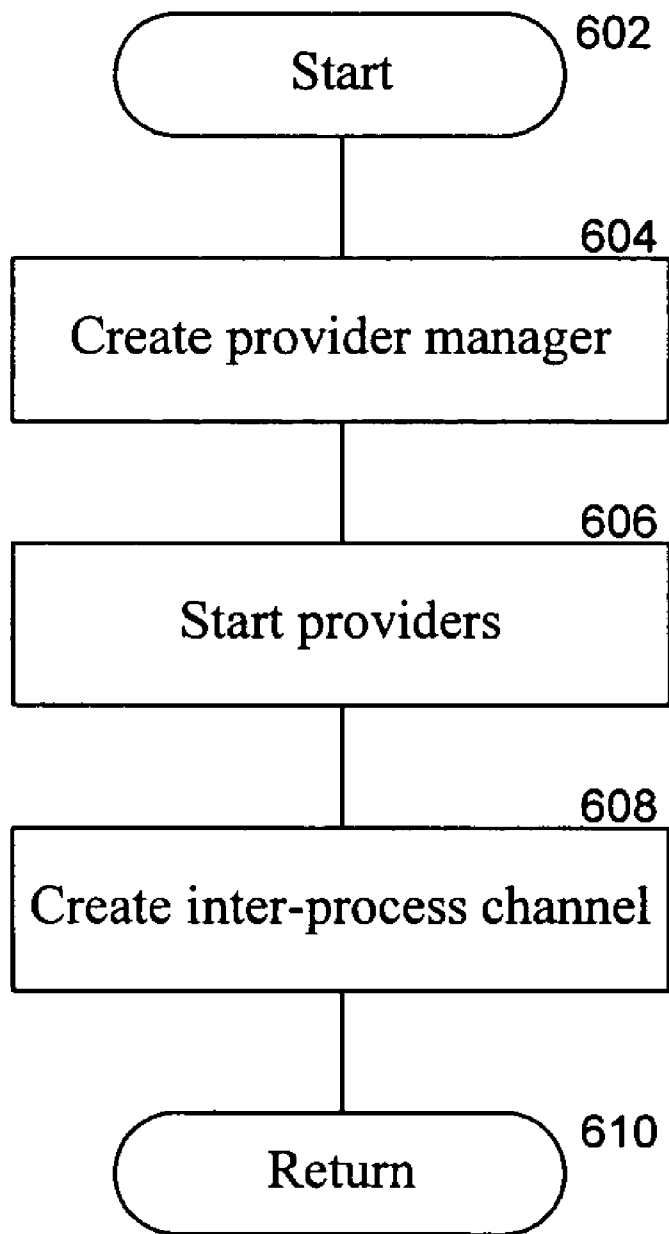 602
Start
604
Create provider manager
606
Start providers
608
Create inter-process channel
610
Return